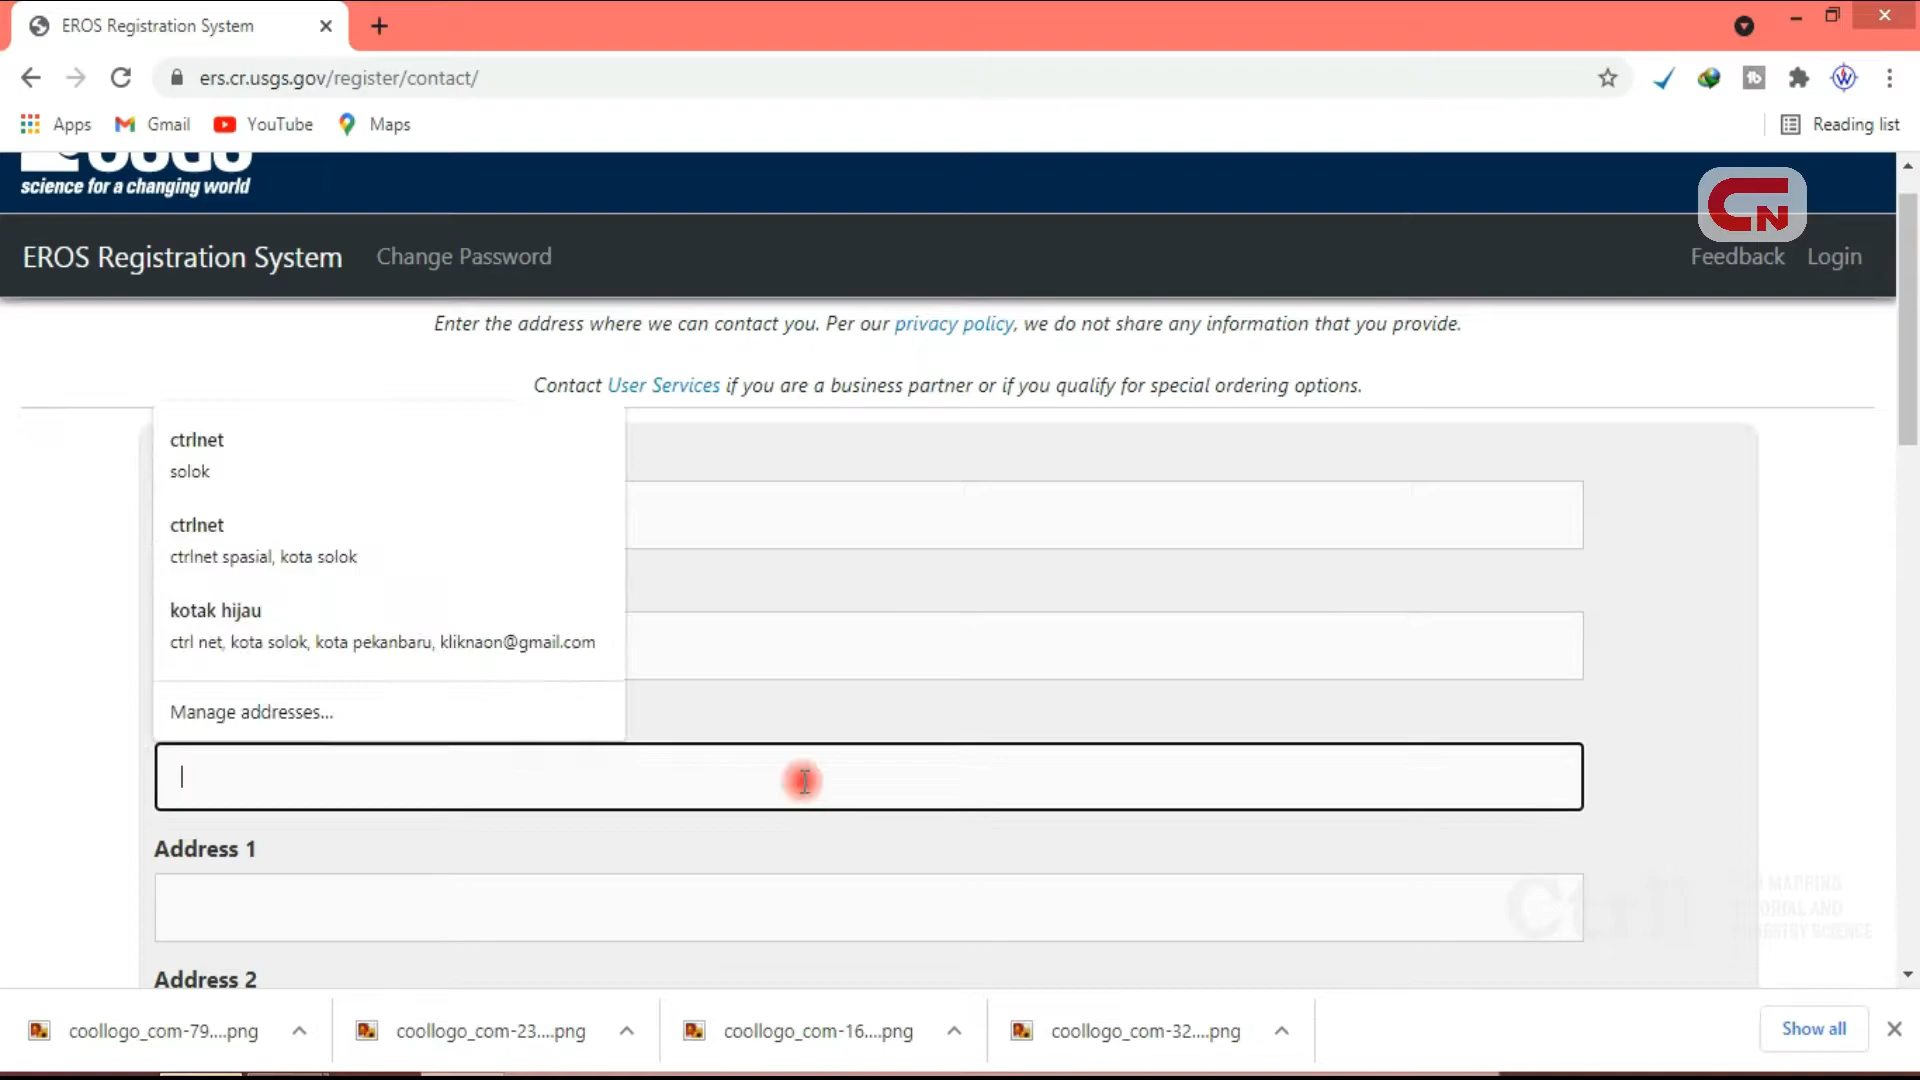 EROS Registration System
ers.cr.usgs.gov/register/contact/
Apps
Gmail
YouTube
Maps
Reading list
science for a changing world
CN
EROS Registration System
Change Password
Feedback
Login
Enter the address where we can contact you. Per our privacy policy, we do not share any information that you provide.
Contact User Services if you are a business partner or if you qualify for special ordering options.
ctrlnet
solok
ctrlnet
ctrlnet spasial, kota solok
kotak hijau
ctrl net, kota solok, kota pekanbaru, kliknaon@gmail.com
Manage addresses...
Address 1
MAPPING
AND
SCIENCE
Address 2
coollogo_com-79....png
coollogo_com-23....png
coollogo_com-16....png
coollogo_com-32....png
Show all